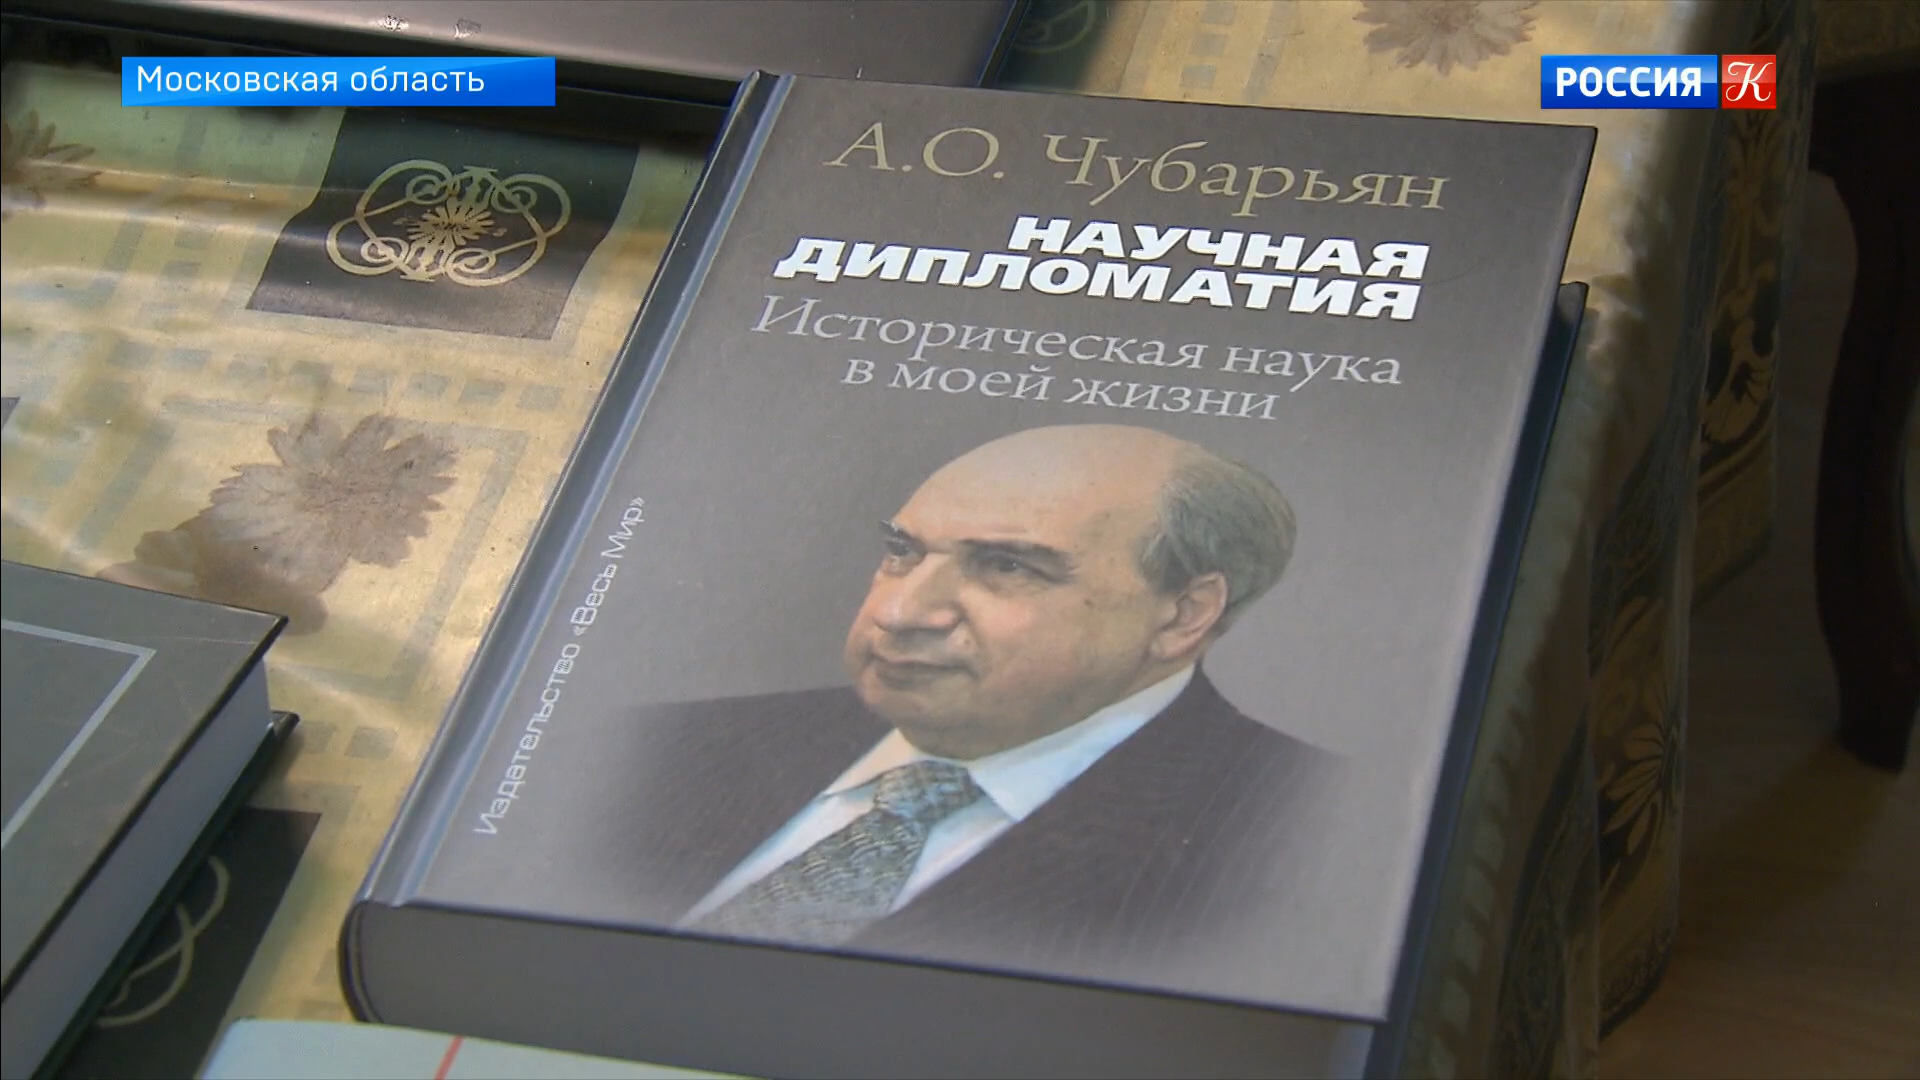 Московская область
РОССИЯ К
А.О. Чубарьян
НАУЧНАЯ
ДИПЛОМАТИЯ
Историческая наука
в моей жизни
Издательство «Весь Мир»